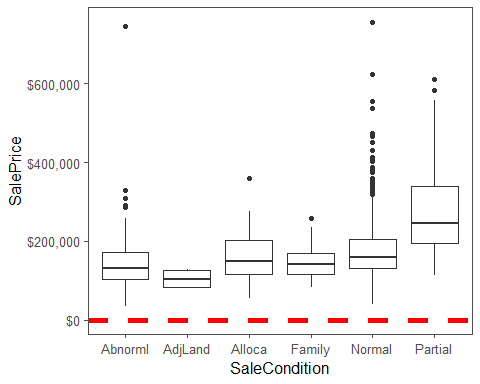 $600,000
$400,000
$200,000
$0
SalePrice
Abnorml AdjLand Alloca Family Normal Partial
SaleCondition